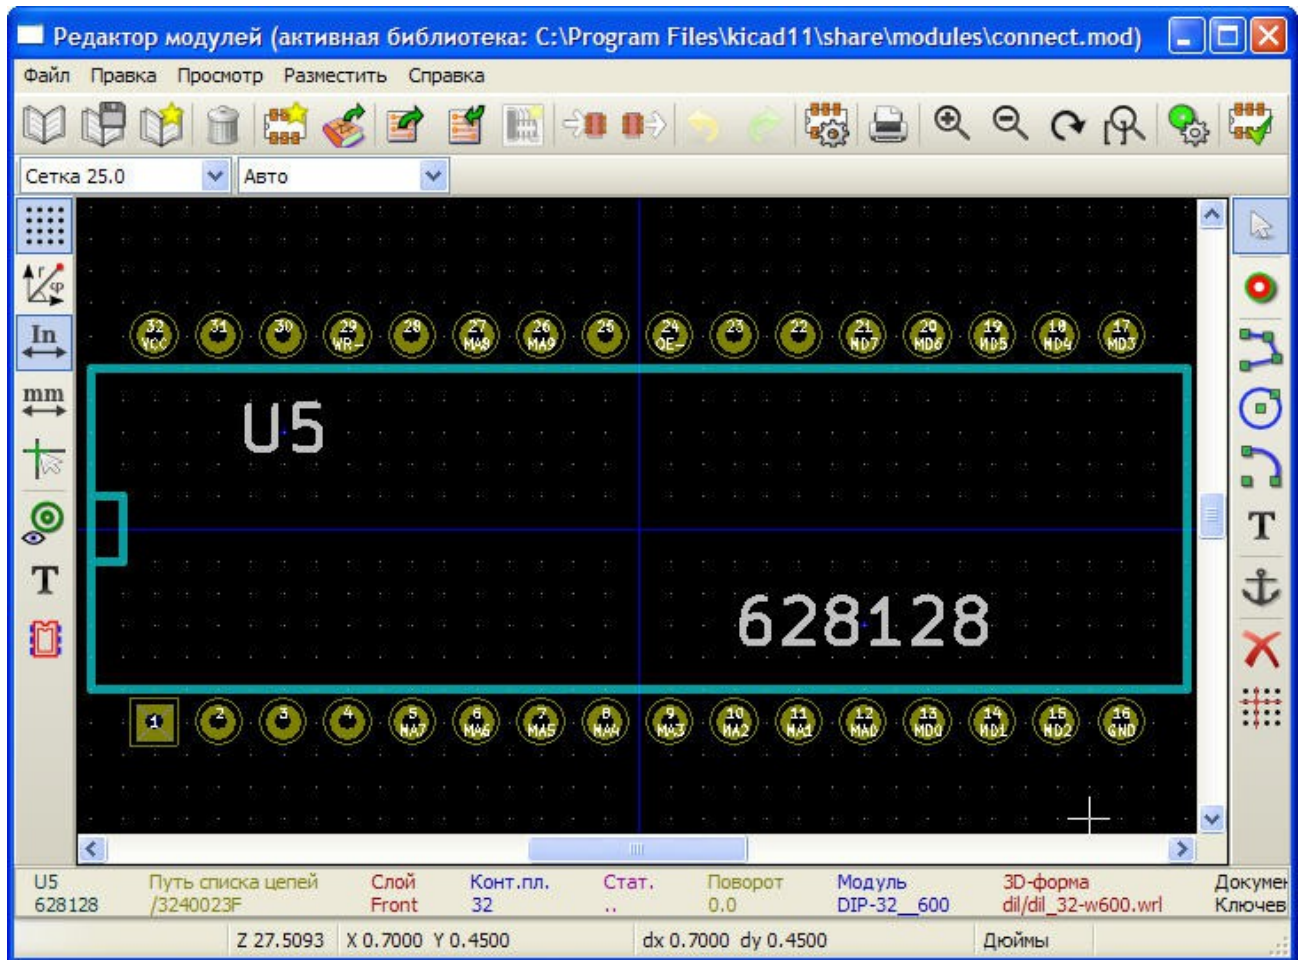 Редактор модулей (активная библиотека: C:\Program Files\kicad11\share\modules\connect.mod)
Файл Правка Просмотр Разместить Справка
Сетка 25.0 Авто
In
mm
T
T
32 31 30 29 28 27 26 25 24 23 22 21 20 19 18 17
VCC WR- MA8 MA9 OE- MD7 MD6 MD5 MD4 MD3
U5
628128
1 2 3 4 5 6 7 8 9 10 11 12 13 14 15 16
MA7 MA6 MA5 MA4 MA3 MA2 MA1 MA0 MD0 MD1 MD2 GND
U5 Путь списка цепей Слой Конт.пл. Стат. Поворот Модуль 3D-форма Докумен
628128 /3240023F Front 32 .. 0.0 DIP-32__600 dil/dil_32-w600.wrl Ключев
Z 27.5093 X 0.7000 Y 0.4500 dx 0.7000 dy 0.4500 Дюймы